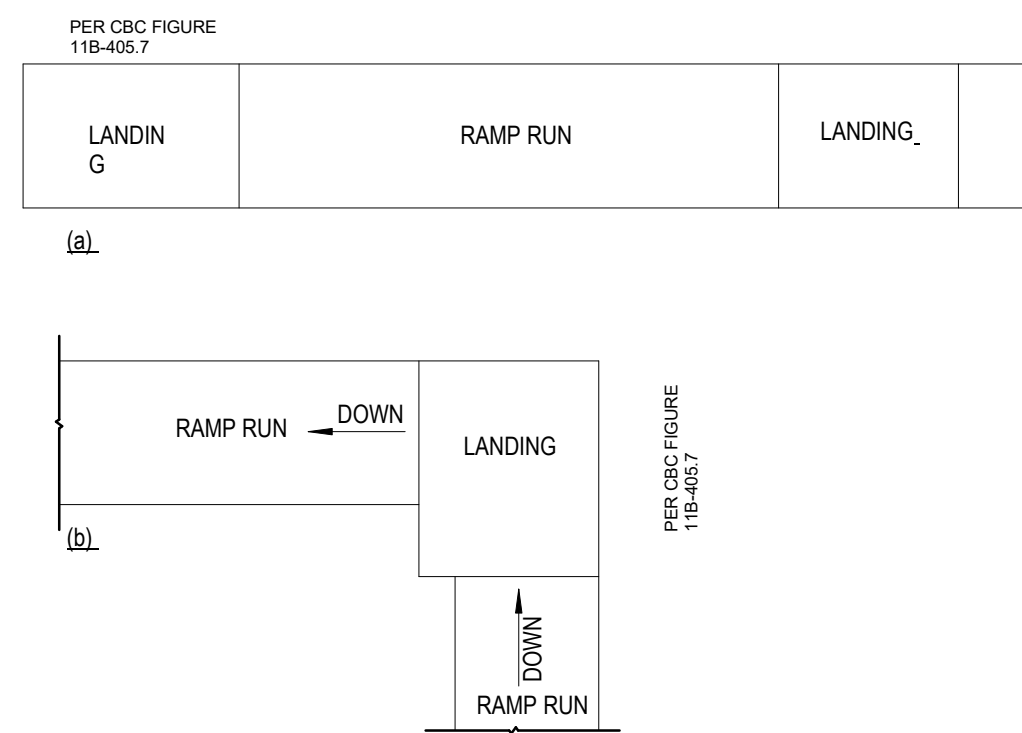 PER CBC FIGURE
11B-405.7
LANDIN
G
RAMP RUN
LANDING
(a)
RAMP RUN
DOWN
LANDING
PER CBC FIGURE
11B-405.7
(b)
DOWN
RAMP RUN